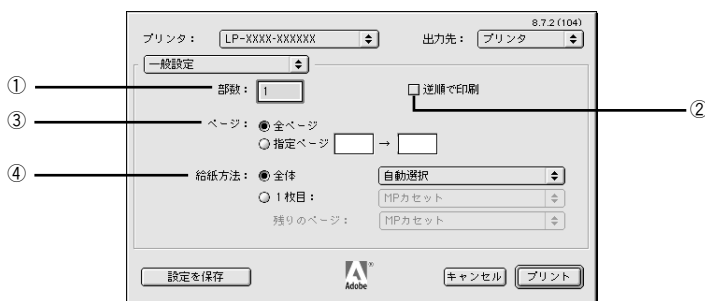 8.7.2 (104)
プリンタ： LP-XXXX-XXXXXX 出力先： プリンタ
一般設定
① 部数： 1 逆順で印刷 ②
③ ページ： 全ページ
指定ページ →
④ 給紙方法： 全体 自動選択
1 枚目： MPカセット
残りのページ： MPカセット
設定を保存 Adobe ® キャンセル プリント